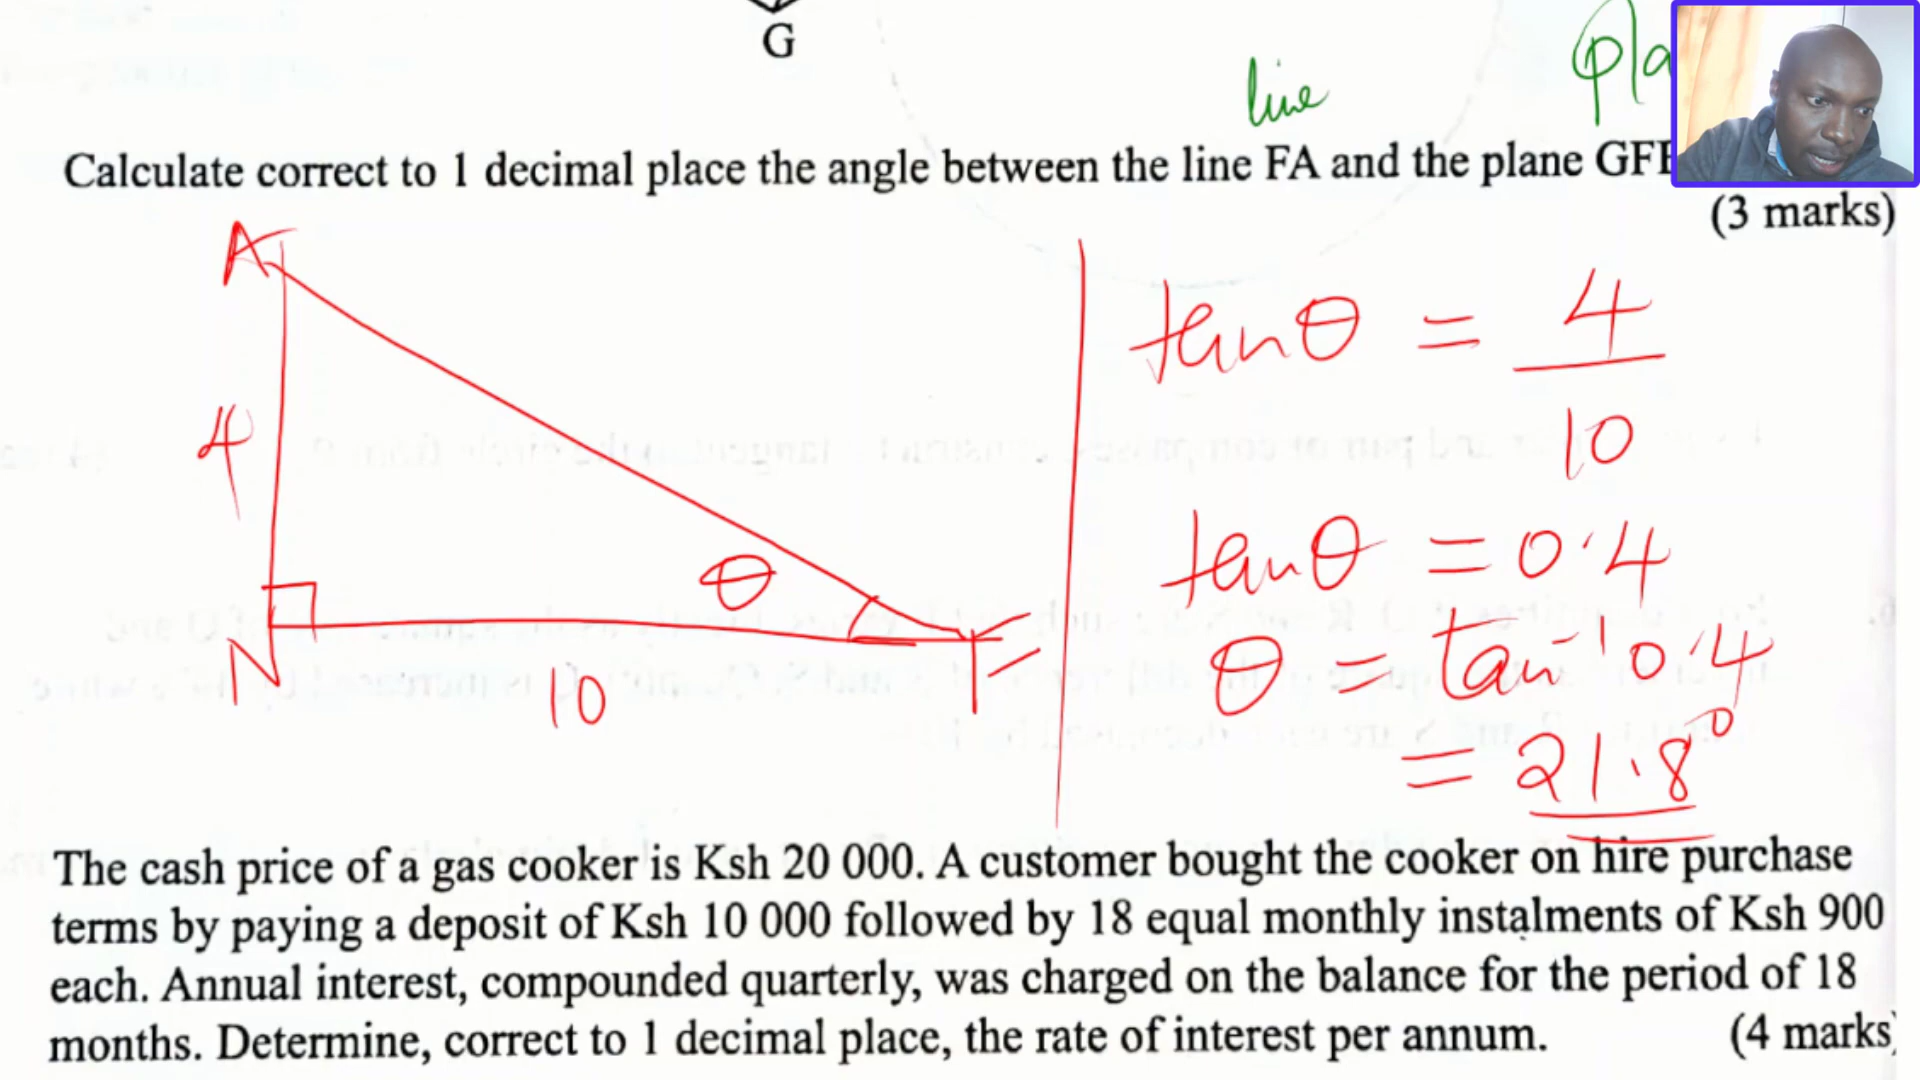 G
line
pla
Calculate correct to 1 decimal place the angle between the line FA and the plane
(3 marks)
A
4
θ
N
10
F
tanθ = 4
10
tanθ = 0.4
θ = tan⁻¹ 0.4
= 21.8°
The cash price of a gas cooker is Ksh 20 000. A customer bought the cooker on hire purchase
terms by paying a deposit of Ksh 10 000 followed by 18 equal monthly instalments of Ksh 900
each. Annual interest, compounded quarterly, was charged on the balance for the period of 18
months. Determine, correct to 1 decimal place, the rate of interest per annum.
(4 marks)